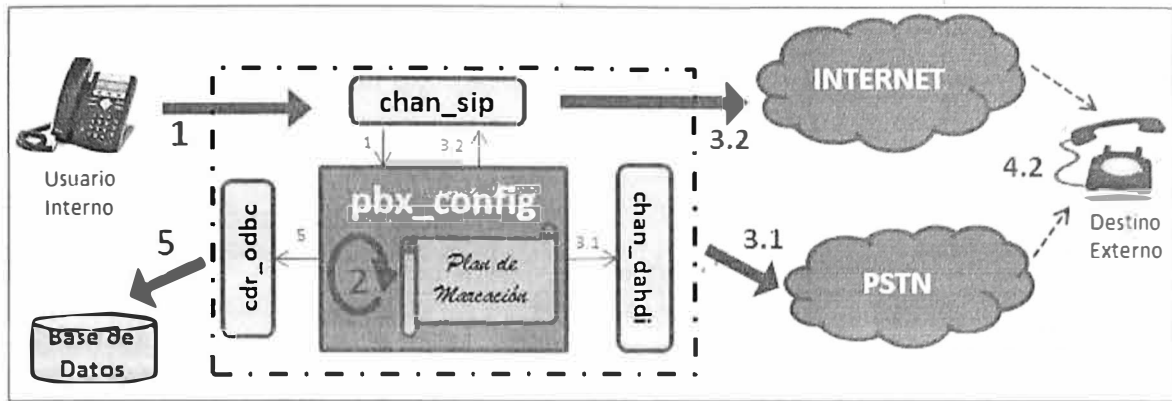 Usuario
Interno
1
chan_sip
1
3.2
3.2
INTERNET
4.2
Destino
Externo
pbx_config
2
Plan de
Marcación
cdr_odbc
5
5
Base de
Datos
3.1
chan_dahdi
3.1
PSTN